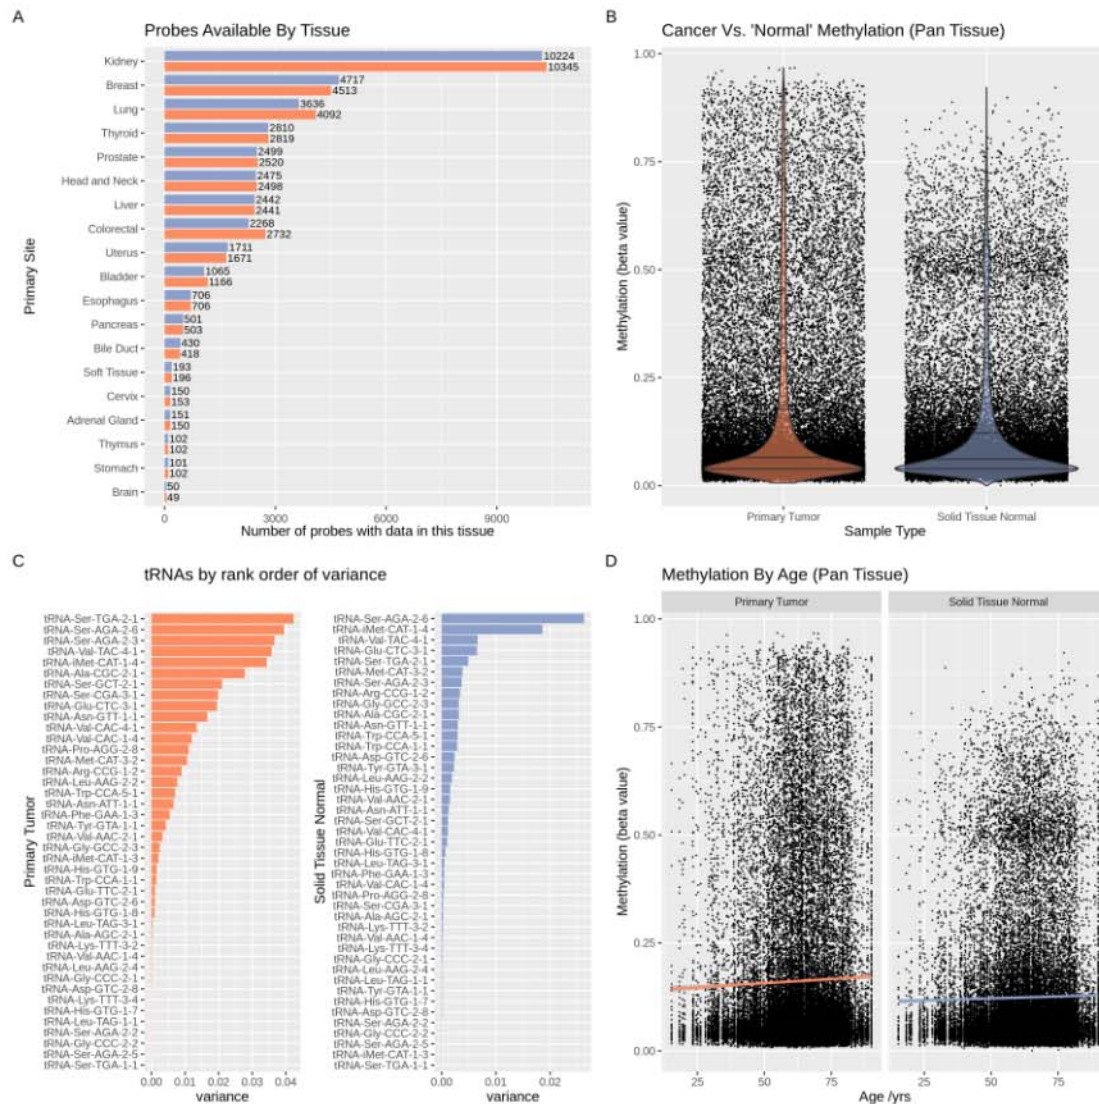 A
Probes Available By Tissue
Primary Site
Kidney
10224
10345
Breast
4717
4513
Lung
3636
4092
Thyroid
2810
2819
Prostate
2499
2520
Head and Neck
2475
2498
Liver
2442
2441
Colorectal
2268
2732
Uterus
1711
1671
Bladder
1065
1166
Esophagus
706
706
Pancreas
501
503
Bile Duct
430
418
Soft Tissue
193
196
Cervix
150
153
Adrenal Gland
151
150
Thymus
102
102
Stomach
101
102
Brain
50
49
0 3000 6000 9000
Number of probes with data in this tissue
B
Cancer Vs. 'Normal' Methylation (Pan Tissue)
Methylation (beta value)
1.00
0.75
0.50
0.25
0.00
Primary Tumor Solid Tissue Normal
Sample Type
C
tRNAs by rank order of variance
Primary Tumor
tRNA-Ser-TGA-2-1
tRNA-Ser-AGA-2-6
tRNA-Ser-AGA-2-3
tRNA-Val-TAC-4-1
tRNA-iMet-CAT-1-4
tRNA-Ala-CGC-2-1
tRNA-Ser-GCT-2-1
tRNA-Ser-CGA-3-1
tRNA-Glu-CTC-3-1
tRNA-Asn-GTT-1-1
tRNA-Val-CAC-4-1
tRNA-Val-CAC-1-4
tRNA-Pro-AGG-2-8
tRNA-Met-CAT-3-2
tRNA-Arg-CCG-1-2
tRNA-Leu-AAG-2-2
tRNA-Trp-CCA-5-1
tRNA-Asn-ATT-1-1
tRNA-Phe-GAA-1-3
tRNA-Tyr-GTA-1-1
tRNA-Val-AAC-2-1
tRNA-Gly-GCC-2-3
tRNA-iMet-CAT-1-3
tRNA-His-GTG-1-9
tRNA-Trp-CCA-1-1
tRNA-Glu-TTC-2-1
tRNA-Asp-GTC-2-6
tRNA-His-GTG-1-8
tRNA-Leu-TAG-3-1
tRNA-Ala-AGC-2-1
tRNA-Lys-TTT-3-2
tRNA-Val-AAC-1-4
tRNA-Leu-AAG-2-4
tRNA-Gly-CCC-2-1
tRNA-Asp-GTC-2-8
tRNA-Lys-TTT-3-4
tRNA-His-GTG-1-7
tRNA-Leu-TAG-1-1
tRNA-Ser-AGA-2-2
tRNA-Gly-CCC-2-2
tRNA-Ser-AGA-2-5
tRNA-Ser-TGA-1-1
0.00 0.01 0.02 0.03 0.04
variance
Solid Tissue Normal
tRNA-Ser-AGA-2-6
tRNA-iMet-CAT-1-4
tRNA-Val-TAC-4-1
tRNA-Glu-CTC-3-1
tRNA-Ser-TGA-2-1
tRNA-Met-CAT-3-2
tRNA-Ser-AGA-2-3
tRNA-Arg-CCG-1-2
tRNA-Gly-GCC-2-3
tRNA-Ala-CGC-2-1
tRNA-Asn-GTT-1-1
tRNA-Trp-CCA-5-1
tRNA-Trp-CCA-1-1
tRNA-Asp-GTC-2-6
tRNA-Tyr-GTA-3-1
tRNA-Leu-AAG-2-2
tRNA-His-GTG-1-9
tRNA-Val-AAC-2-1
tRNA-Asn-ATT-1-1
tRNA-Ser-GCT-2-1
tRNA-Val-CAC-4-1
tRNA-Glu-TTC-2-1
tRNA-His-GTG-1-8
tRNA-Leu-TAG-3-1
tRNA-Phe-GAA-1-3
tRNA-Val-CAC-1-4
tRNA-Pro-AGG-2-8
tRNA-Ser-CGA-3-1
tRNA-Ala-AGC-2-1
tRNA-Lys-TTT-3-2
tRNA-Val-AAC-1-4
tRNA-Lys-TTT-3-4
tRNA-Gly-CCC-2-1
tRNA-Leu-AAG-2-4
tRNA-Leu-TAG-1-1
tRNA-Tyr-GTA-1-1
tRNA-His-GTG-1-7
tRNA-Asp-GTC-2-8
tRNA-Ser-AGA-2-2
tRNA-Gly-CCC-2-2
tRNA-Ser-AGA-2-5
tRNA-iMet-CAT-1-3
tRNA-Ser-TGA-1-1
0.00 0.02
variance
D
Methylation By Age (Pan Tissue)
Primary Tumor Solid Tissue Normal
Methylation (beta value)
1.00
0.75
0.50
0.25
0.00
25 50 75 25 50 75
Age /yrs